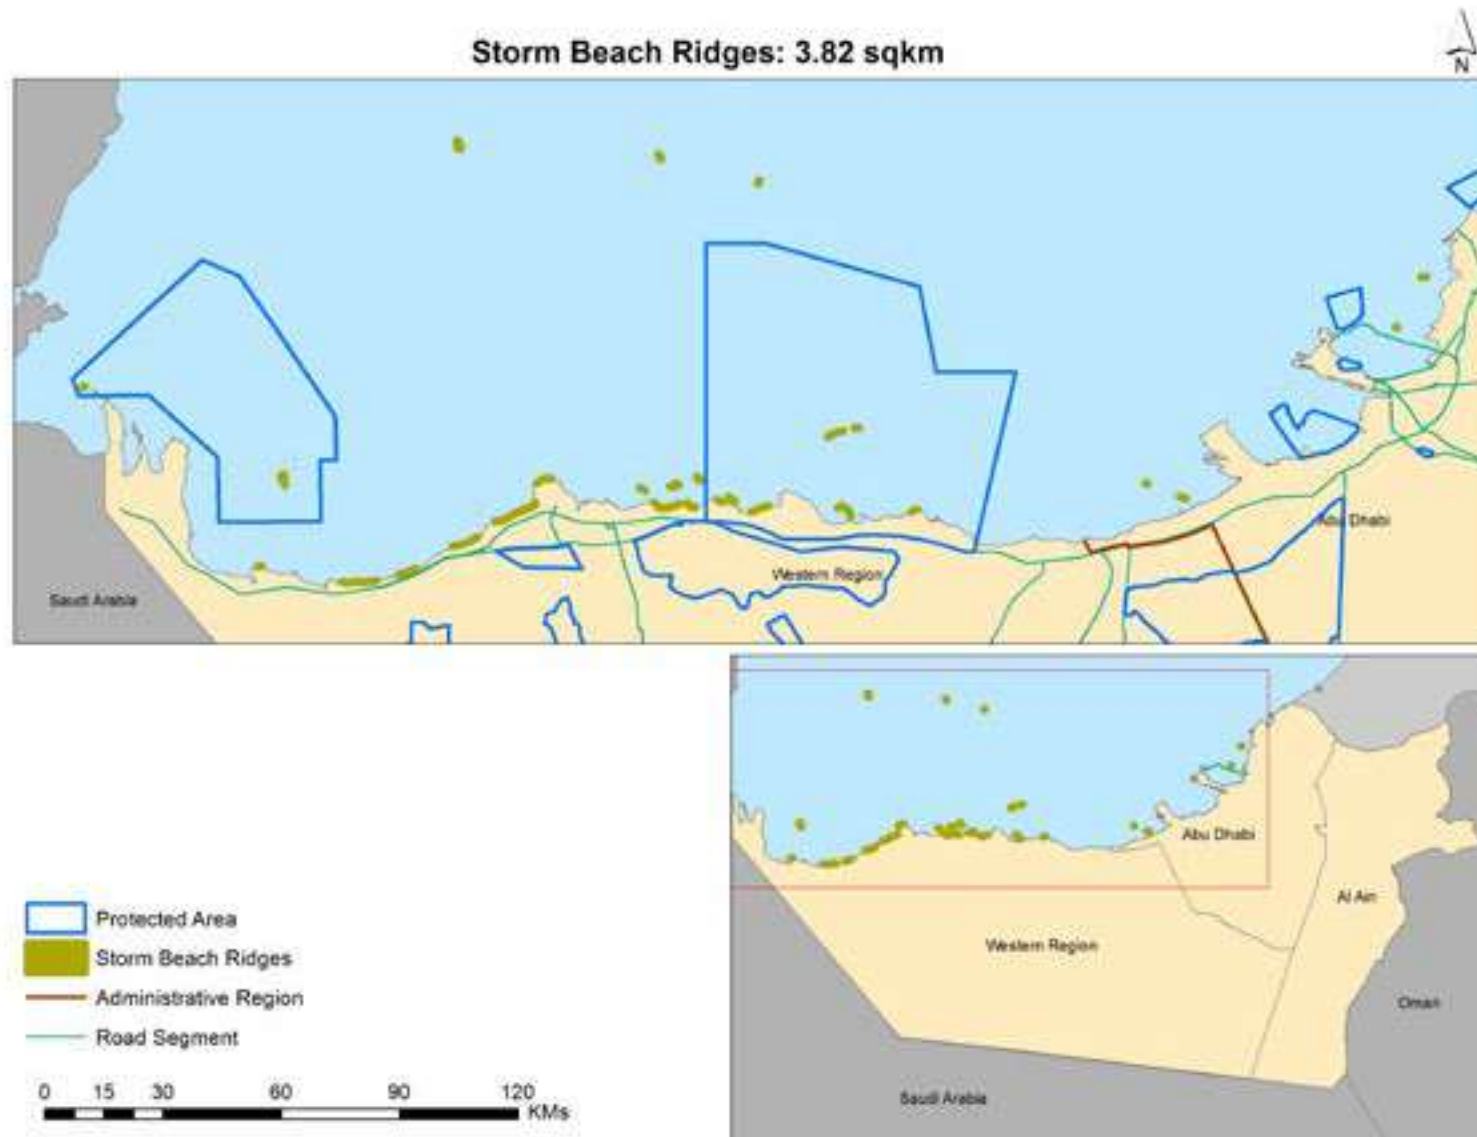 Storm Beach Ridges: 3.82 sqkm
N
Abu Dhabi
Western Region
Saudi Arabia
Abu Dhabi
Al Ain
Western Region
Oman
Saudi Arabia
Protected Area
Storm Beach Ridges
Administrative Region
Road Segment
0 15 30 60 90 120
KMs